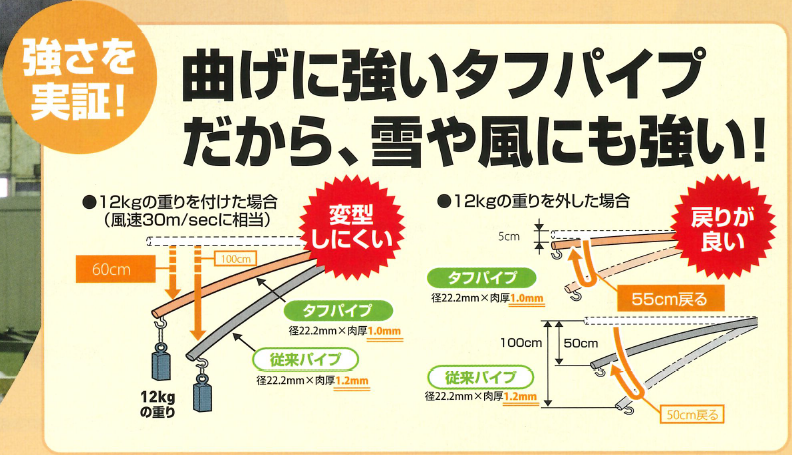 強さを
実証!
曲げに強いタフパイプ
だから、雪や風にも強い!
●12kgの重りを付けた場合
(風速30m/secに相当)
変型
しにくい
60cm
100cm
タフパイプ
径22.2mm×肉厚1.0mm
従来パイプ
径22.2mm×肉厚1.2mm
12kg
の重り
●12kgの重りを外した場合
戻りが
良い
5cm
タフパイプ
径22.2mm×肉厚1.0mm
55cm戻る
100cm
50cm
従来パイプ
径22.2mm×肉厚1.2mm
50cm戻る